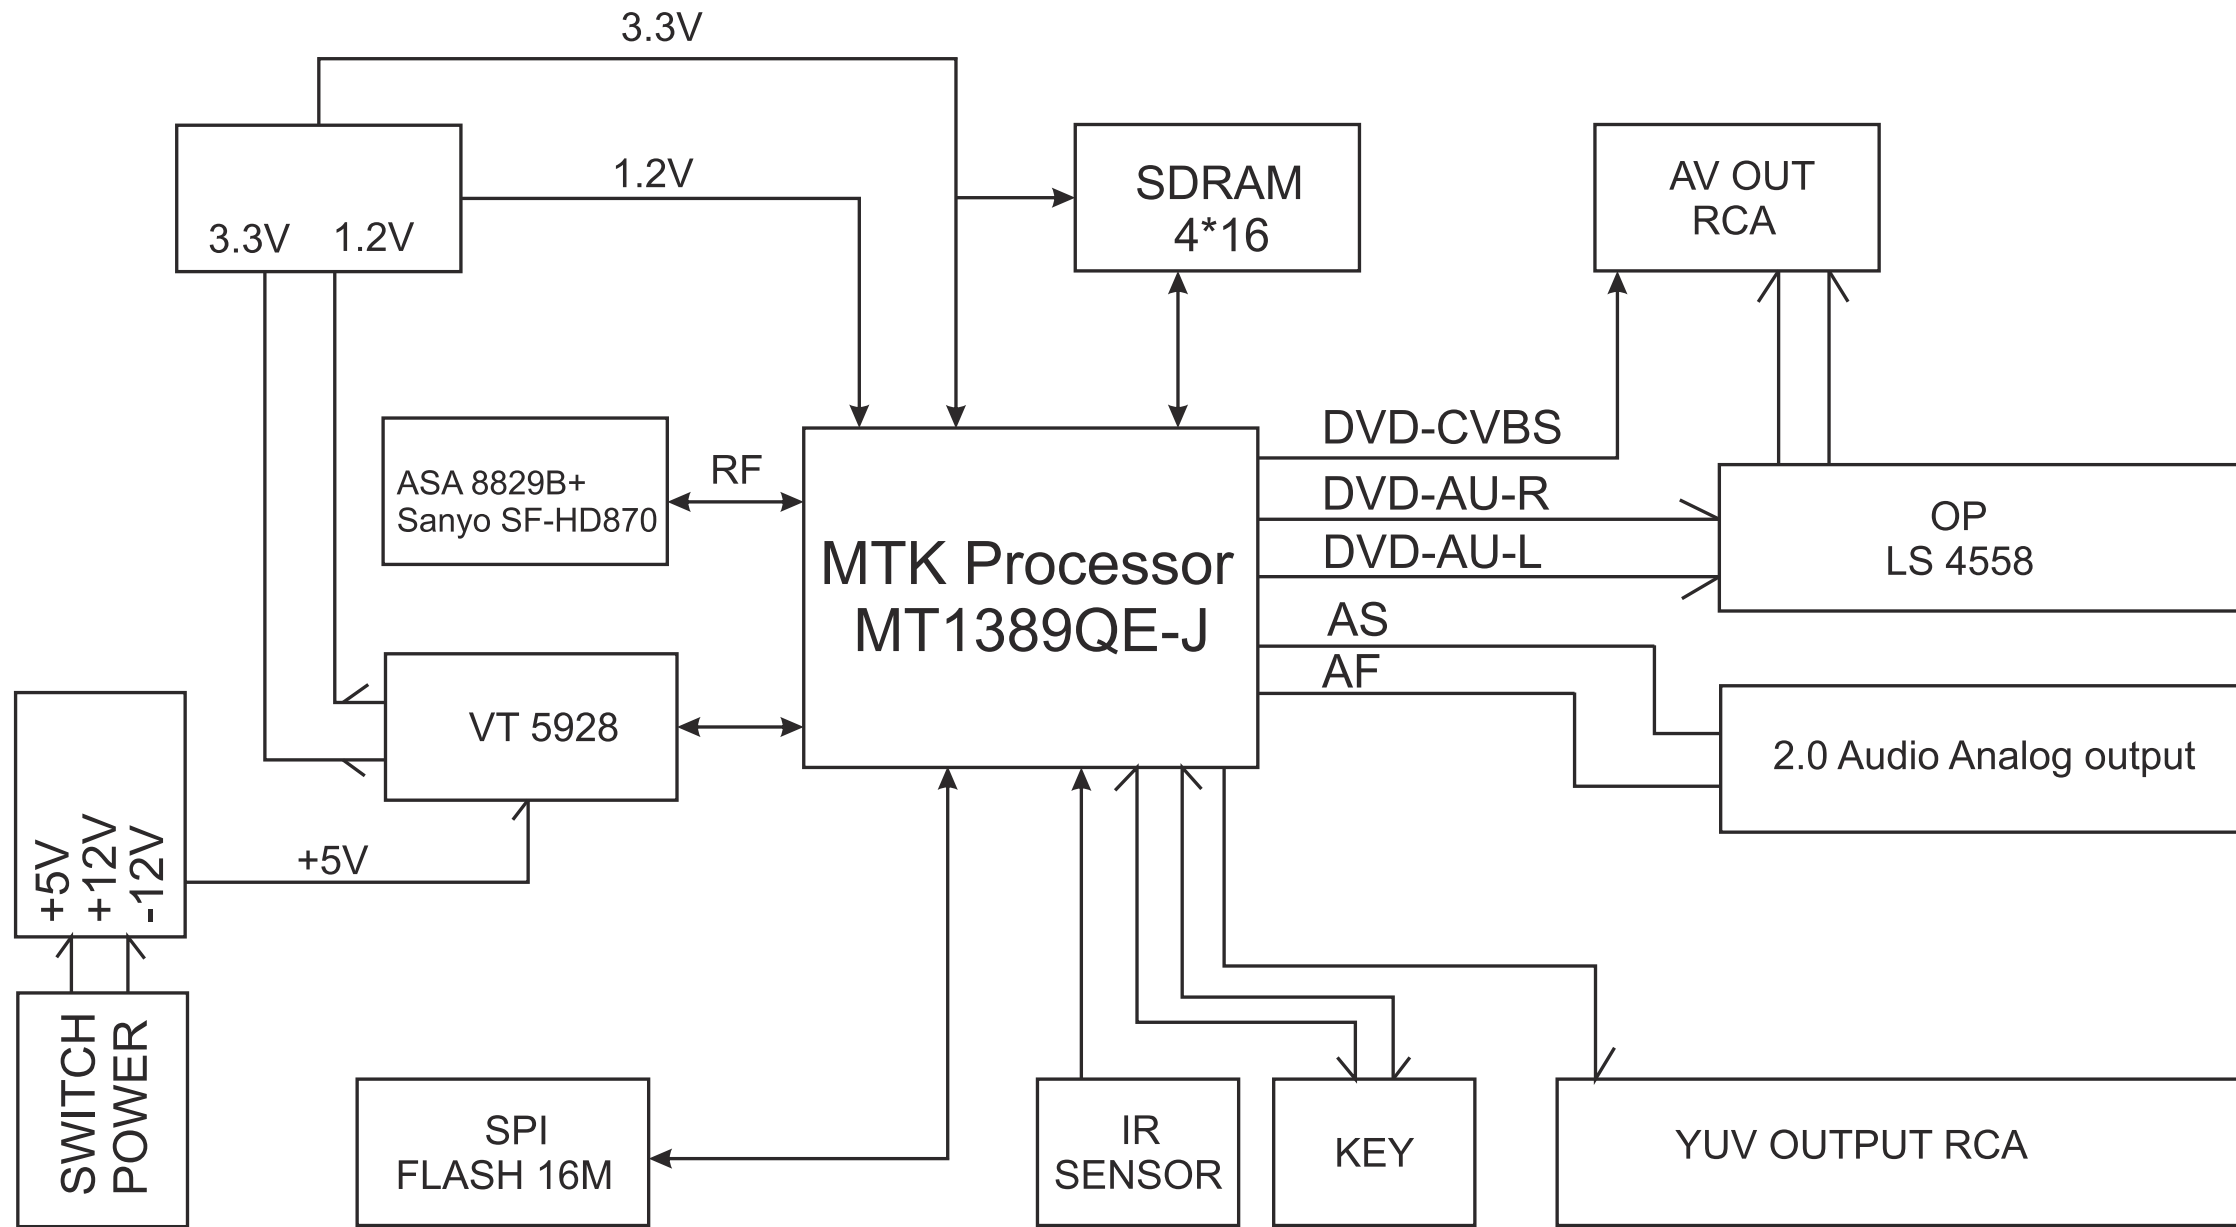 3.3V
1.2V
3.3V
1.2V
SDRAM
4*16
AV OUT
RCA
ASA 8829B+
Sanyo SF-HD870
RF
MTK Processor
MT1389QE-J
DVD-CVBS
DVD-AU-R
DVD-AU-L
AS
AF
OP
LS 4558
VT 5928
2.0 Audio Analog output
+5V
+12V
-12V
+5V
SWITCH
POWER
SPI
FLASH 16M
IR
SENSOR
KEY
YUV OUTPUT RCA